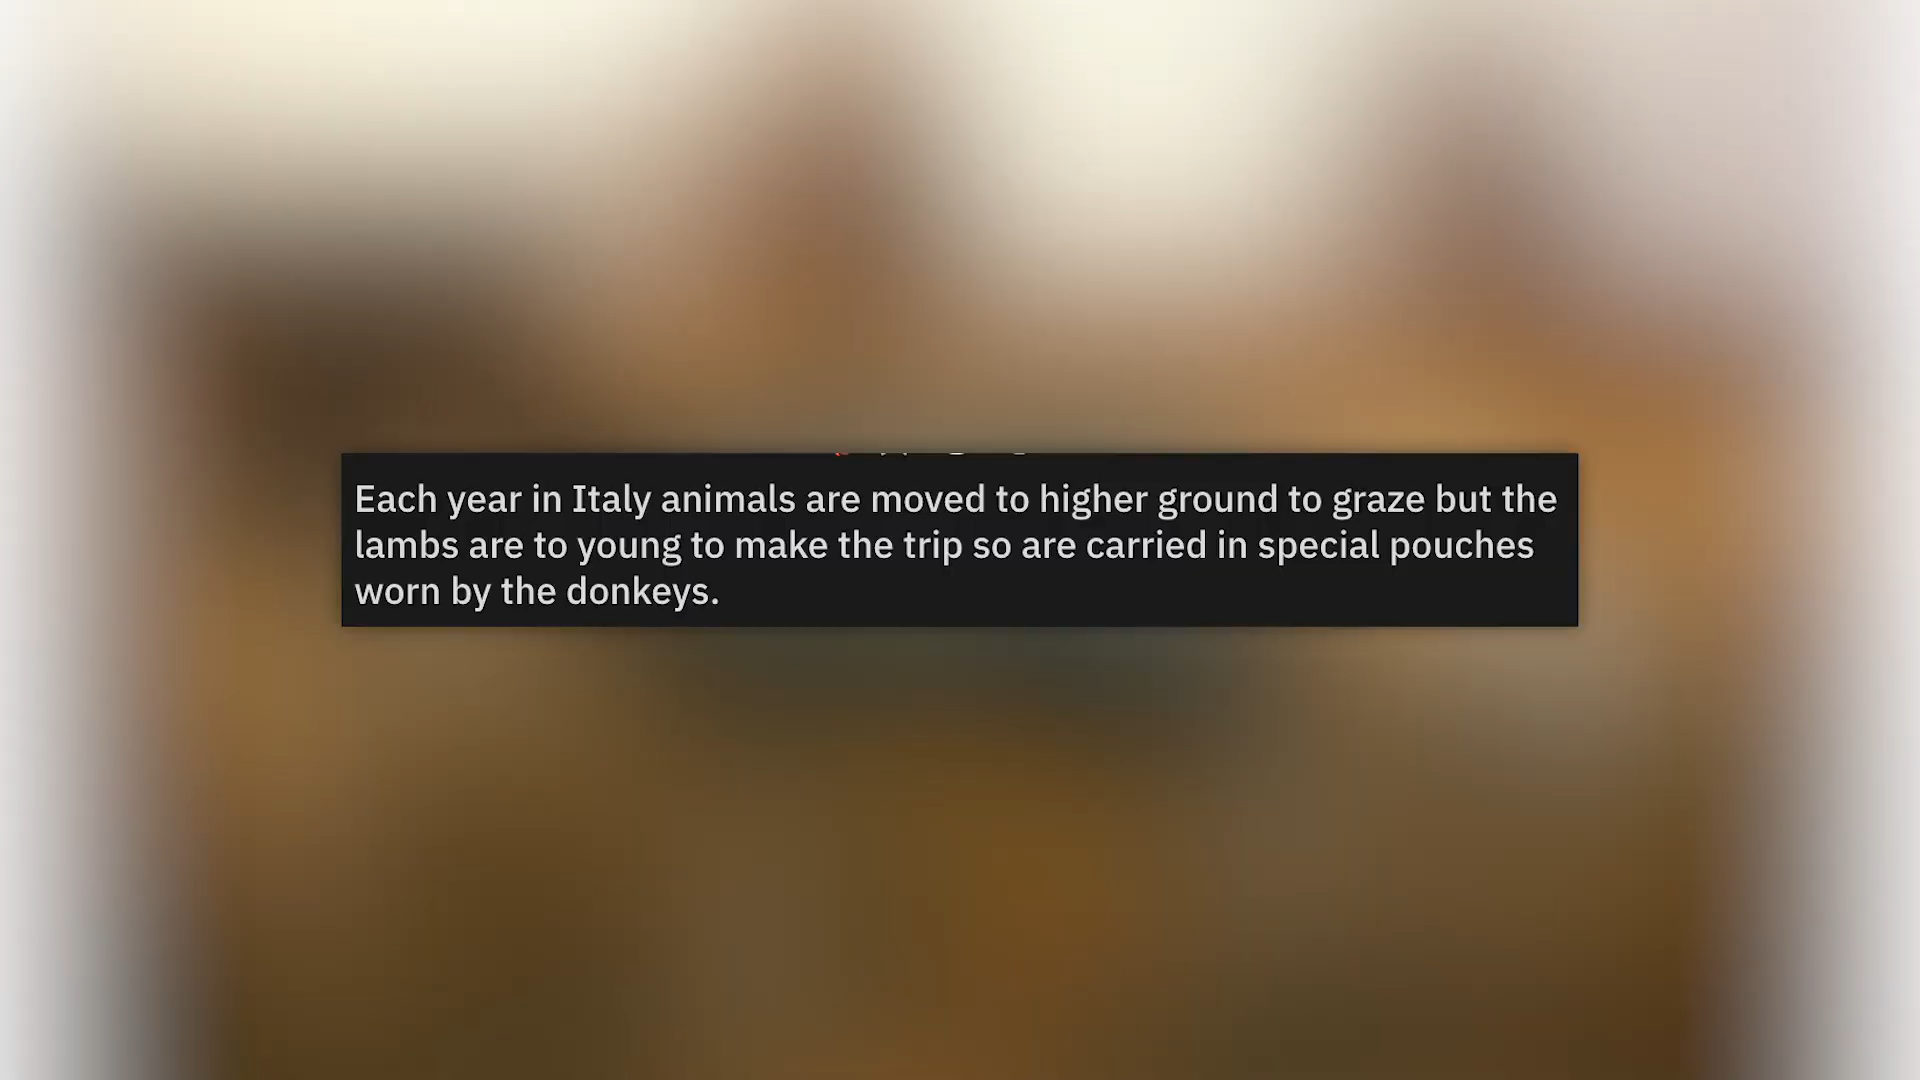 Each year in Italy animals are moved to higher ground to graze but the
lambs are to young to make the trip so are carried in special pouches
worn by the donkeys.